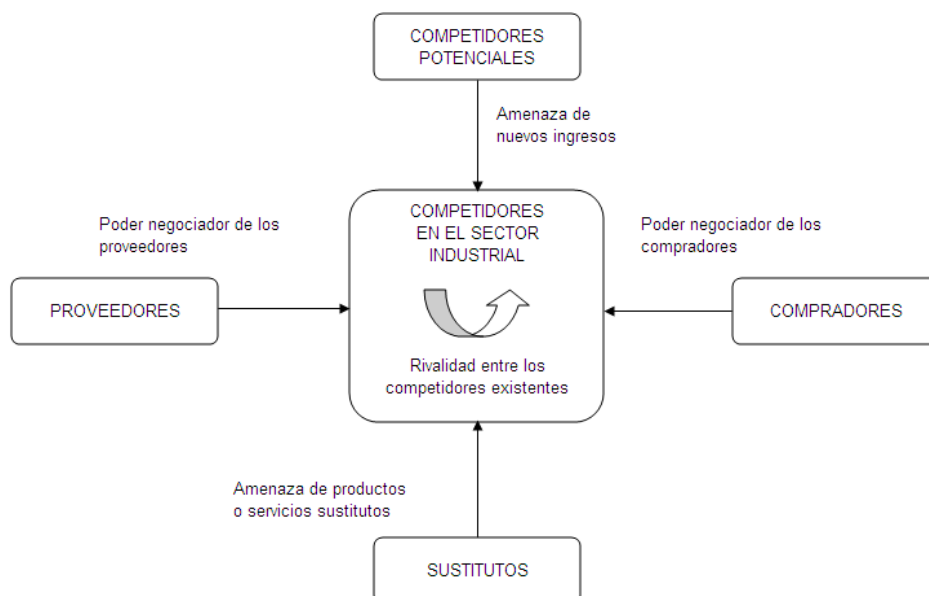 COMPETIDORES
POTENCIALES
Amenaza de
nuevos ingresos
Poder negociador de los
proveedores
COMPETIDORES
EN EL SECTOR
INDUSTRIAL
Poder negociador de los
compradores
PROVEEDORES
COMPRADORES
Rivalidad entre los
competidores existentes
Amenaza de productos
o servicios sustitutos
SUSTITUTOS